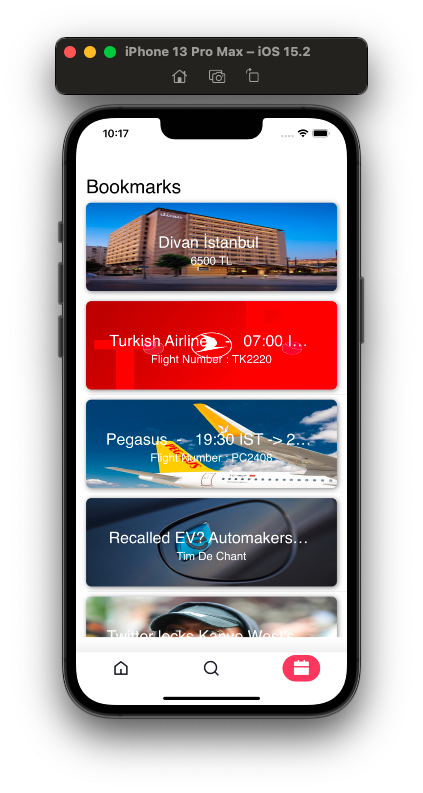 iPhone 13 Pro Max – iOS 15.2
10:17
Bookmarks
Divan İstanbul
6500 TL
Turkish Airline - 07:00 I...
Flight Number : TK2220
Pegasus - 19:30 IST -> 2...
Flight Number : PC2408
Recalled EV? Automakers...
Tim De Chant
Twitter locks Kanye West's